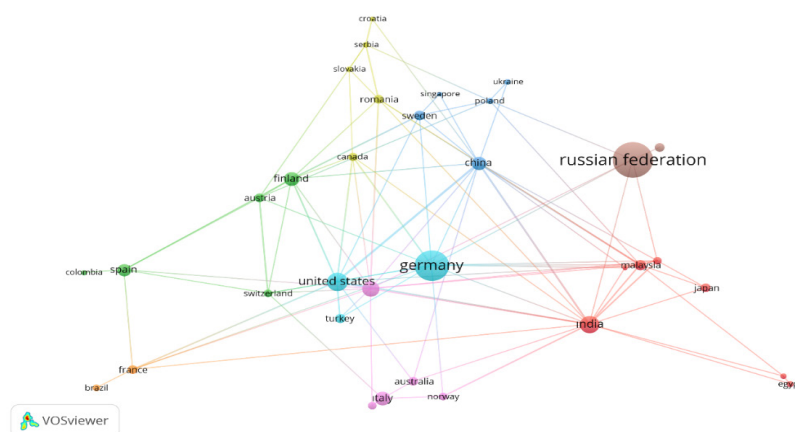 croatia
serbia
slovakia
romania
ukraine
singapore
poland
sweden
canada
china
russian federation
finland
austria
colombia
spain
switzerland
united states
germany
malaysia
japan
turkey
india
france
brazil
australia
italy
norway
VOSviewer